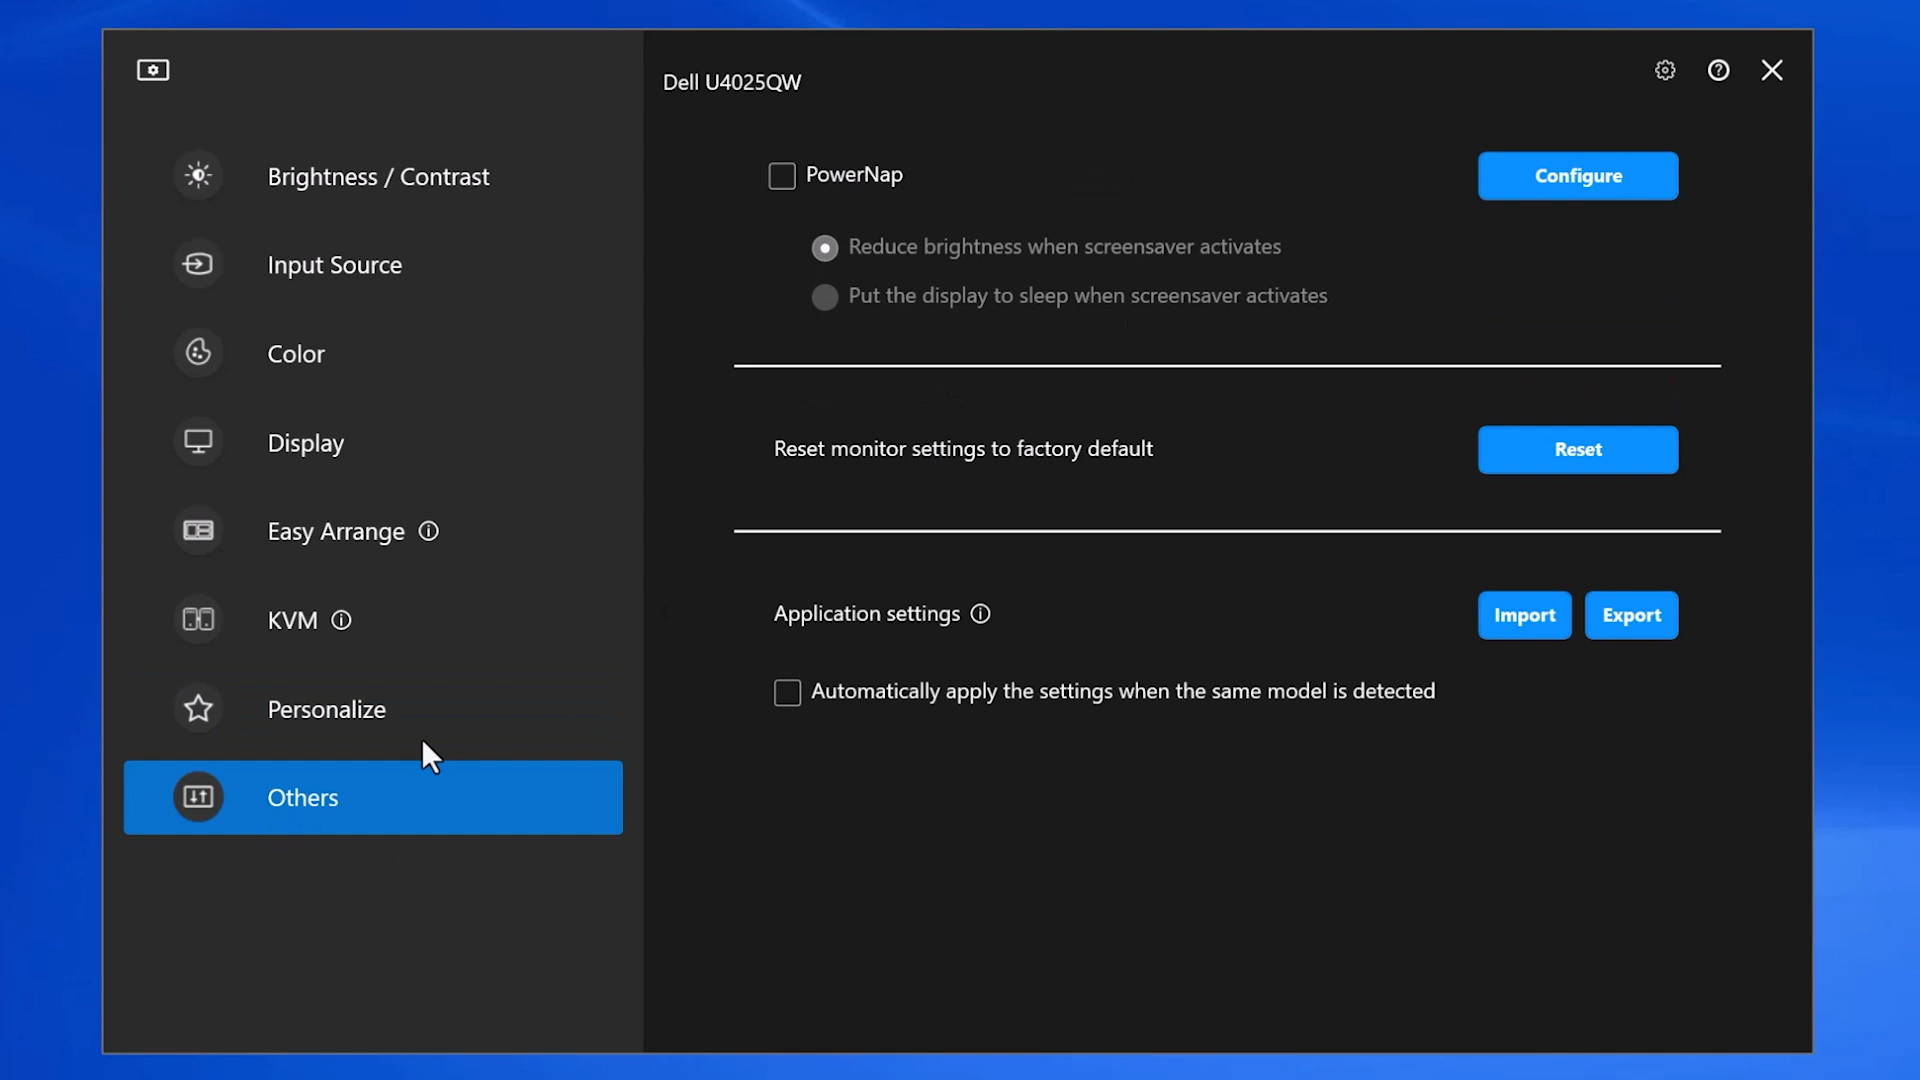 Dell U4025QW
Brightness / Contrast
Input Source
Color
Display
Easy Arrange
KVM
Personalize
Others
PowerNap
Configure
Reduce brightness when screensaver activates
Put the display to sleep when screensaver activates
Reset monitor settings to factory default
Reset
Application settings
Import
Export
Automatically apply the settings when the same model is detected